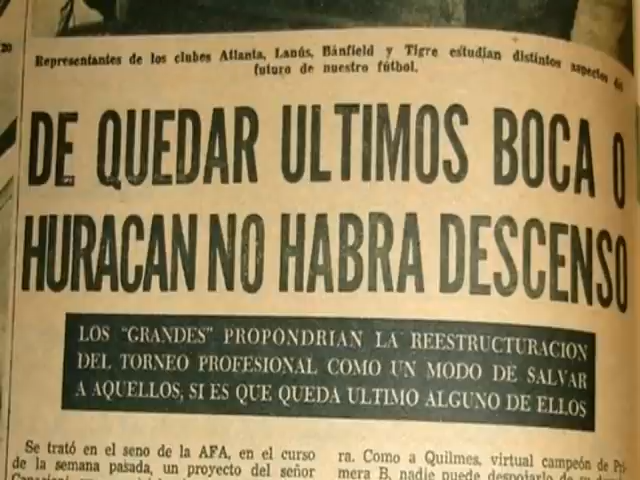 20
Representantes de los clubes Atlanta, Lanús, Bánfield y Tigre estudian distintos aspectos del
futuro de nuestro fútbol.
DE QUEDAR ULTIMOS BOCA O
HURACAN NO HABRA DESCENSO
LOS "GRANDES" PROPONDRIAN LA REESTRUCTURACION
DEL TORNEO PROFESIONAL COMO UN MODO DE SALVAR
A AQUELLOS, SI ES QUE QUEDA ULTIMO ALGUNO DE ELLOS
Se trató en el seno de la AFA, en el curso
de la semana pasada, un proyecto del señor
ra. Como a Quilmes, virtual campeón de Pri-
mera B, nadie puede despojarlo de su